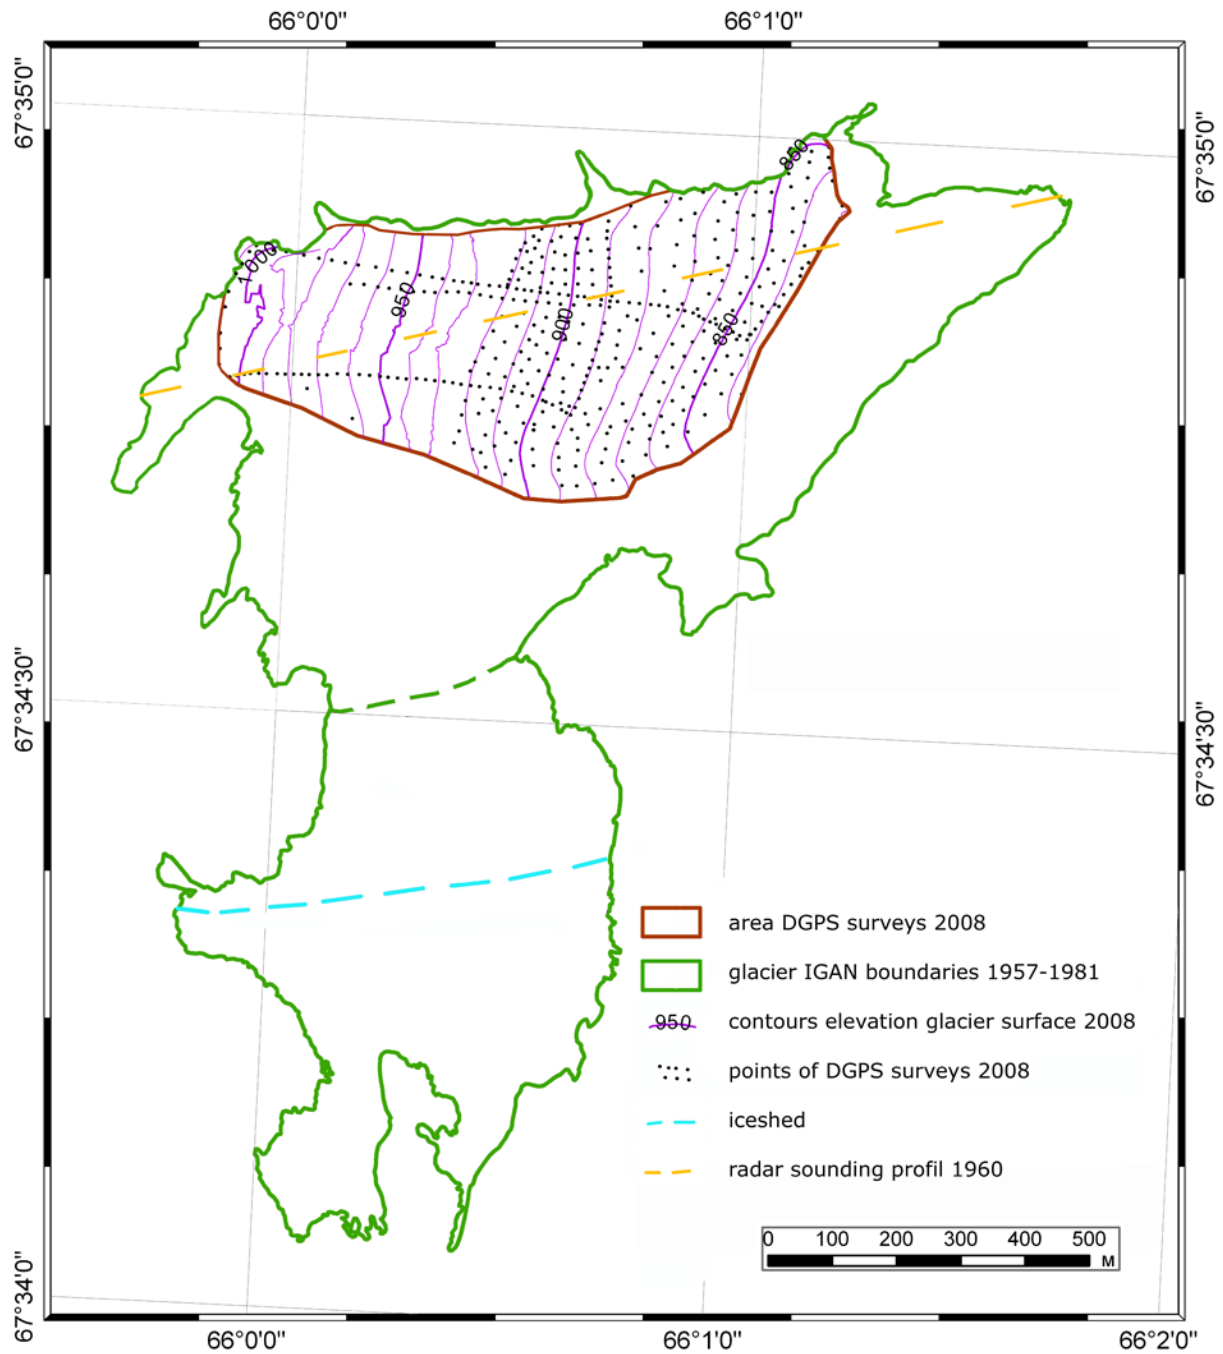 66°0'0"
66°1'0"
67°35'0"
67°35'0"
850
1000
950
900
850
67°34'30"
67°34'30"
area DGPS surveys 2008
glacier IGAN boundaries 1957-1981
950 contours elevation glacier surface 2008
points of DGPS surveys 2008
iceshed
radar sounding profil 1960
0 100 200 300 400 500
М
67°34'0"
66°0'0"
66°1'0"
66°2'0"